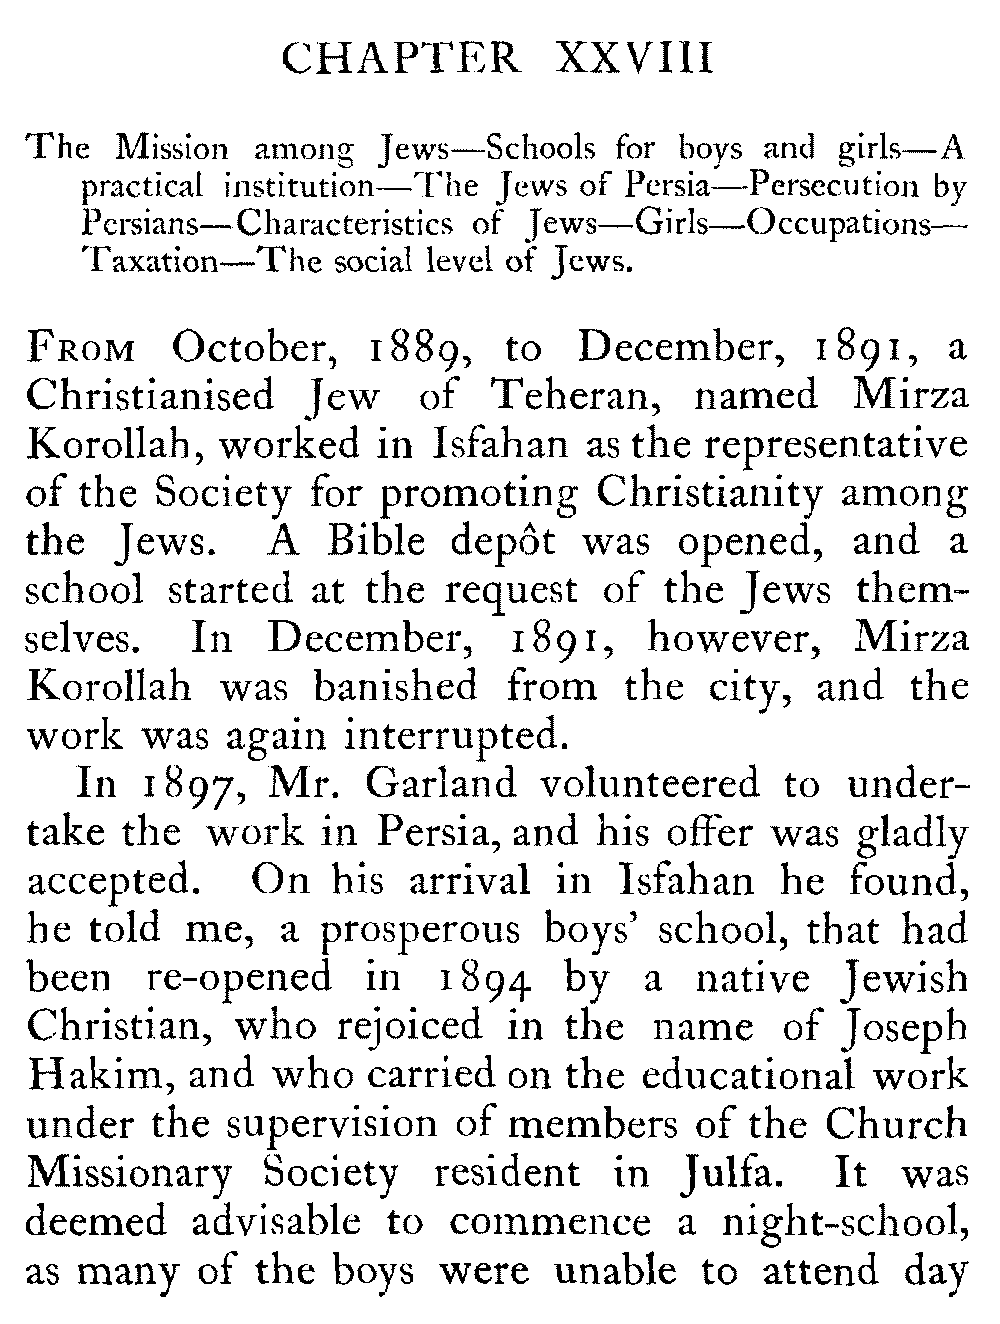 CHAPTER XXVIII
The Mission among Jews—Schools for boys and girls—A
practical institution—The Jews of Persia—Persecution by
Persians—Characteristics of Jews—Girls—Occupations—
Taxation—The social level of Jews.
FROM October, 1889, to December, 1891, a
Christianised Jew of Teheran, named Mirza
Korollah, worked in Isfahan as the representative
of the Society for promoting Christianity among
the Jews. A Bible depôt was opened, and a
school started at the request of the Jews them-
selves. In December, 1891, however, Mirza
Korollah was banished from the city, and the
work was again interrupted.
In 1897, Mr. Garland volunteered to under-
take the work in Persia, and his offer was gladly
accepted. On his arrival in Isfahan he found,
he told me, a prosperous boys’ school, that had
been re-opened in 1894 by a native Jewish
Christian, who rejoiced in the name of Joseph
Hakim, and who carried on the educational work
under the supervision of members of the Church
Missionary Society resident in Julfa. It was
deemed advisable to commence a night-school,
as many of the boys were unable to attend day